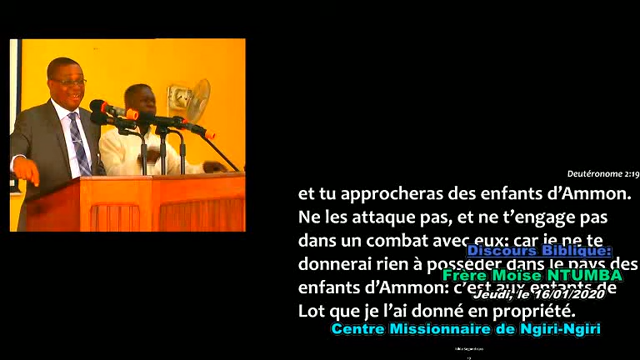 Deutéronome 2:19
et tu approcheras des enfants d'Ammon.
Ne les attaque pas, et ne t'engage pas
dans un combat avec eux: car je ne te
Discours Biblique:
donnerai rien à posséder dans le pays des
Frère Moïse NTUMBA
enfants d'Ammon: c'est aux enfants de
Jeudi, le 16/01/2020
Lot que je l'ai donné en propriété.
Centre Missionnaire de Ngiri-Ngiri